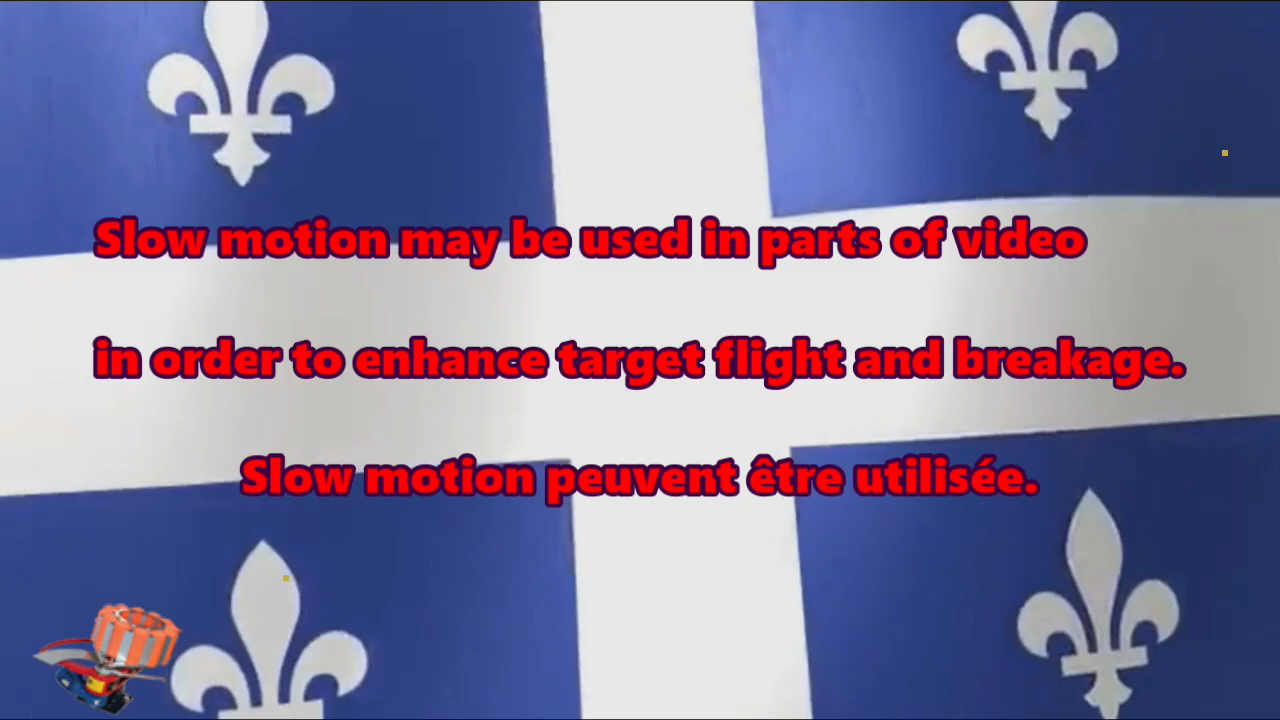 Slow motion may be used in parts of video
in order to enhance target flight and breakage.
Slow motion peuvent être utilisée.